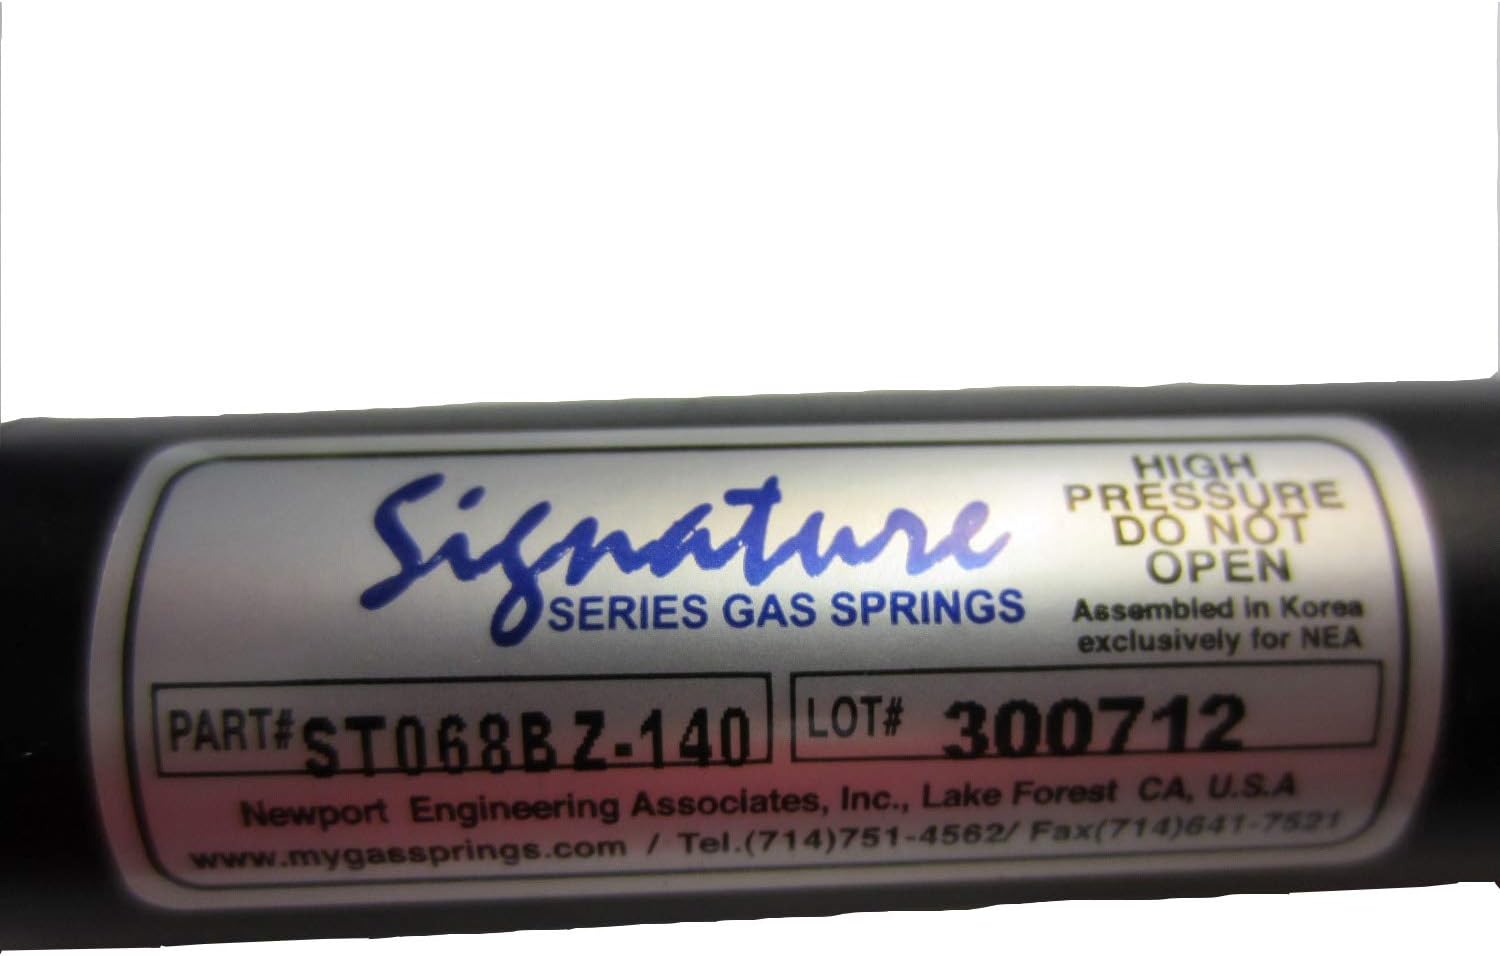 Signature
SERIES GAS SPRINGS
HIGH
PRESSURE
DO NOT
OPEN
Assembled in Korea
exclusively for NEA
PART# ST068BZ-140
LOT# 300712
Newport Engineering Associates, Inc., Lake Forest CA, U.S.A
www.mygassprings.com / Tel.(714)751-4562/ Fax(714)641-7521